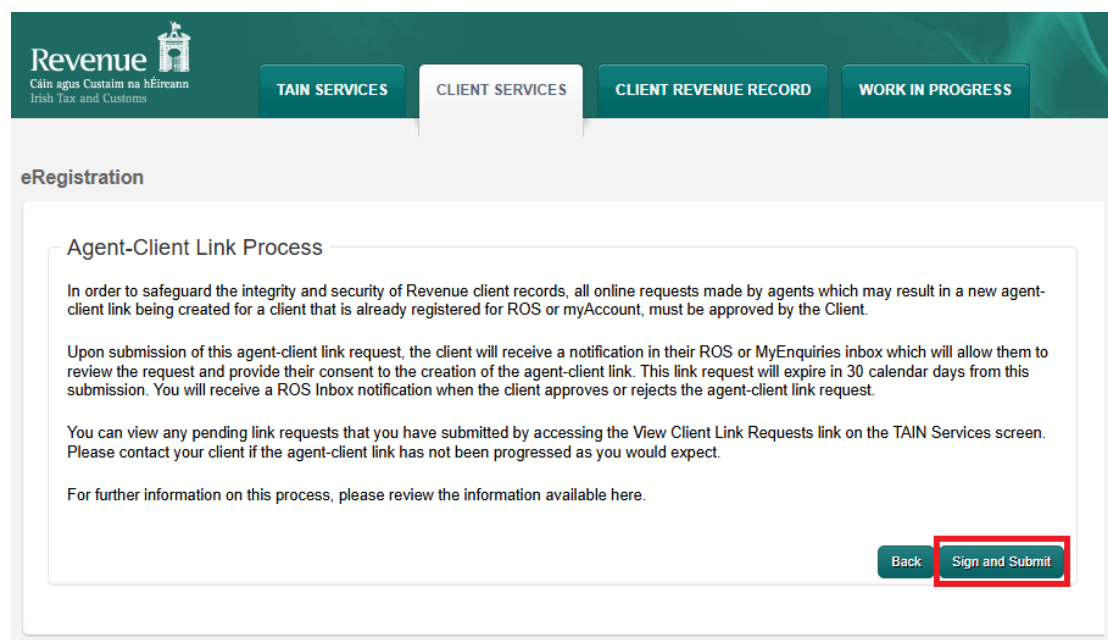 Revenue
Cáin agus Custaim na hÉireann
Irish Tax and Customs
TAIN SERVICES
CLIENT SERVICES
CLIENT REVENUE RECORD
WORK IN PROGRESS
eRegistration
Agent-Client Link Process
In order to safeguard the integrity and security of Revenue client records, all online requests made by agents which may result in a new agent-
client link being created for a client that is already registered for ROS or myAccount, must be approved by the Client.
Upon submission of this agent-client link request, the client will receive a notification in their ROS or MyEnquiries inbox which will allow them to
review the request and provide their consent to the creation of the agent-client link. This link request will expire in 30 calendar days from this
submission. You will receive a ROS Inbox notification when the client approves or rejects the agent-client link request.
You can view any pending link requests that you have submitted by accessing the View Client Link Requests link on the TAIN Services screen.
Please contact your client if the agent-client link has not been progressed as you would expect.
For further information on this process, please review the information available here.
Back
Sign and Submit